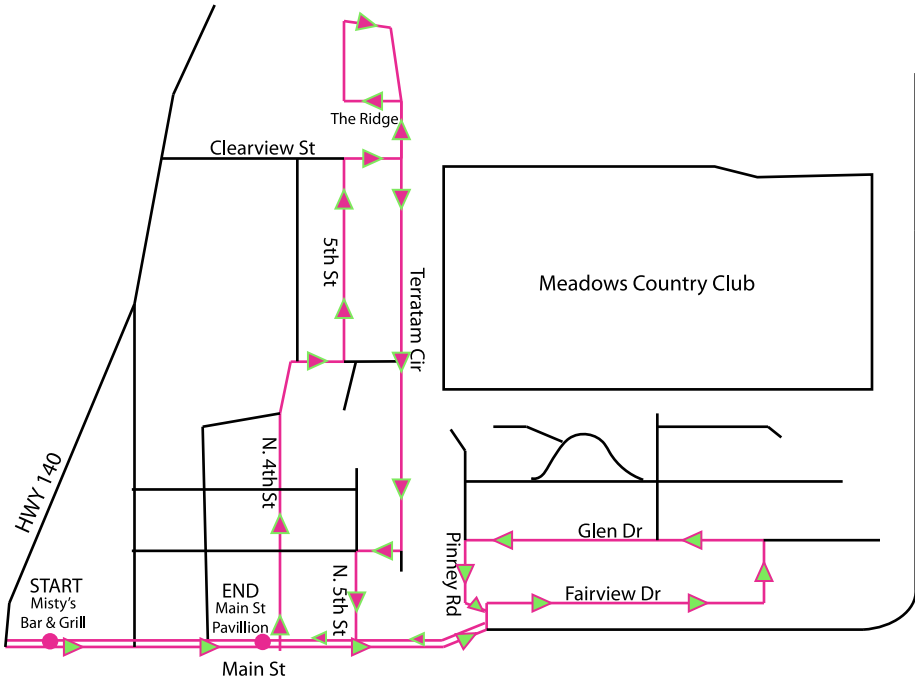 The Ridge
Clearview St
5th St
Terratam Cir
Meadows Country Club
HWY 140
N. 4th St
Glen Dr
Pinney Rd
Fairview Dr
START
Misty's
Bar & Grill
END
Main St
Pavillion
N. 5th St
Main St